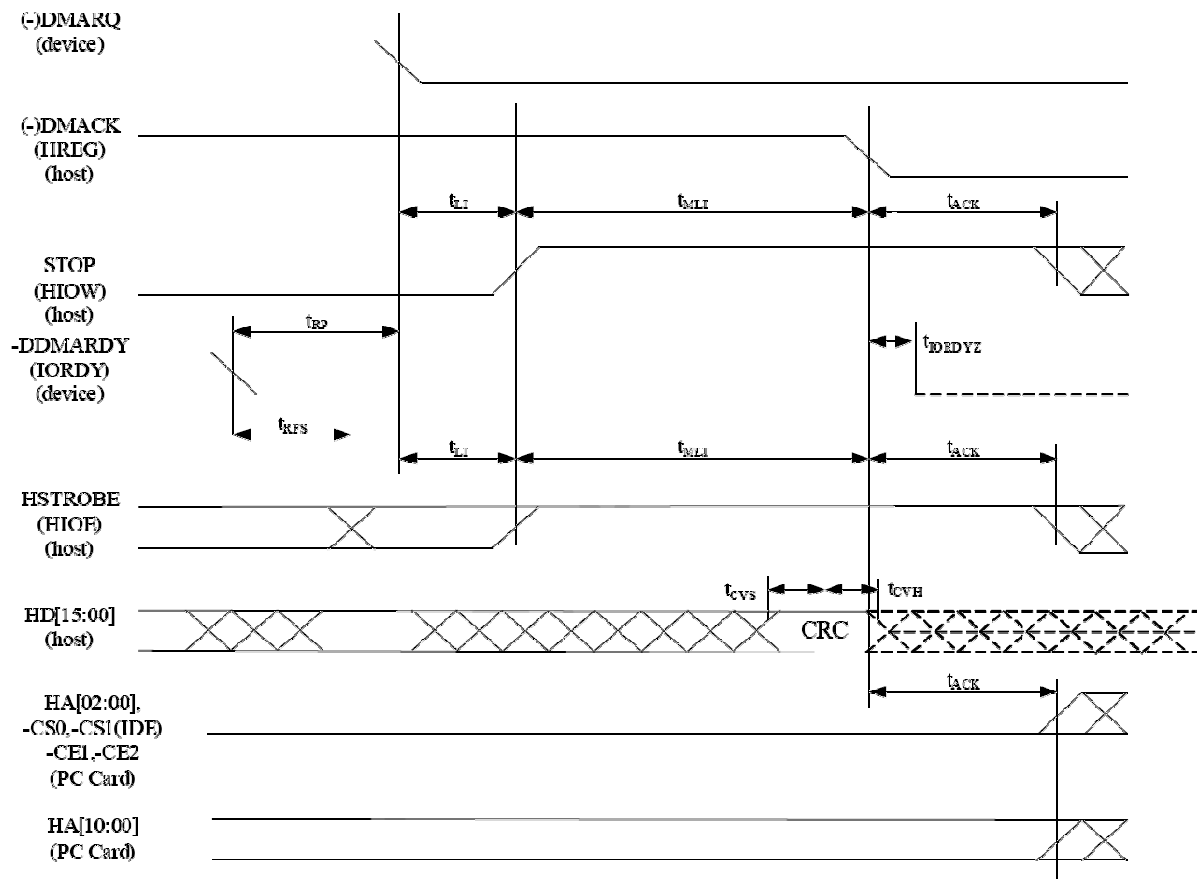 (-)DMARQ
(device)
(-)DMACK
(HREG)
(host)
tLI
tMLI
tACK
STOP
(HIOW)
(host)
tRP
-DDMARDY
(IORDY)
(device)
tIORDYZ
tRFS
tLI
tMLI
tACK
HSTROBE
(HIOE)
(host)
tCVS
tCVH
HD[15:00]
(host)
CRC
tACK
HA[02:00],
-CS0,-CS1(IDE)
-CE1,-CE2
(PC Card)
HA[10:00]
(PC Card)